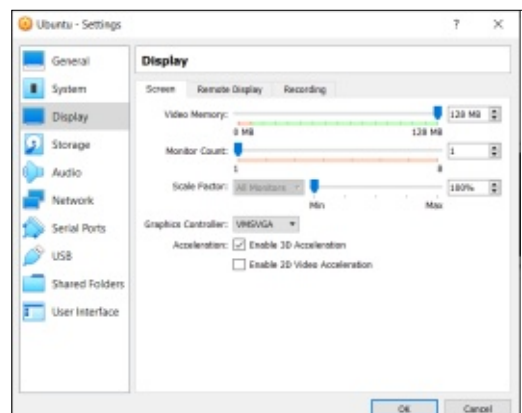 Ubuntu - Settings ? ×
General
System
Display
Storage
Audio
Network
Serial Ports
USB
Shared Folders
User Interface
Display
Screen Remote Display Recording
Video Memory: 128 MB
0 MB 128 MB
Monitor Count: 1
1 8
Scale Factor: All Monitors 100%
Min Max
Graphics Controller: VMSVGA
Acceleration: Enable 3D Acceleration
Enable 2D Video Acceleration
OK Cancel